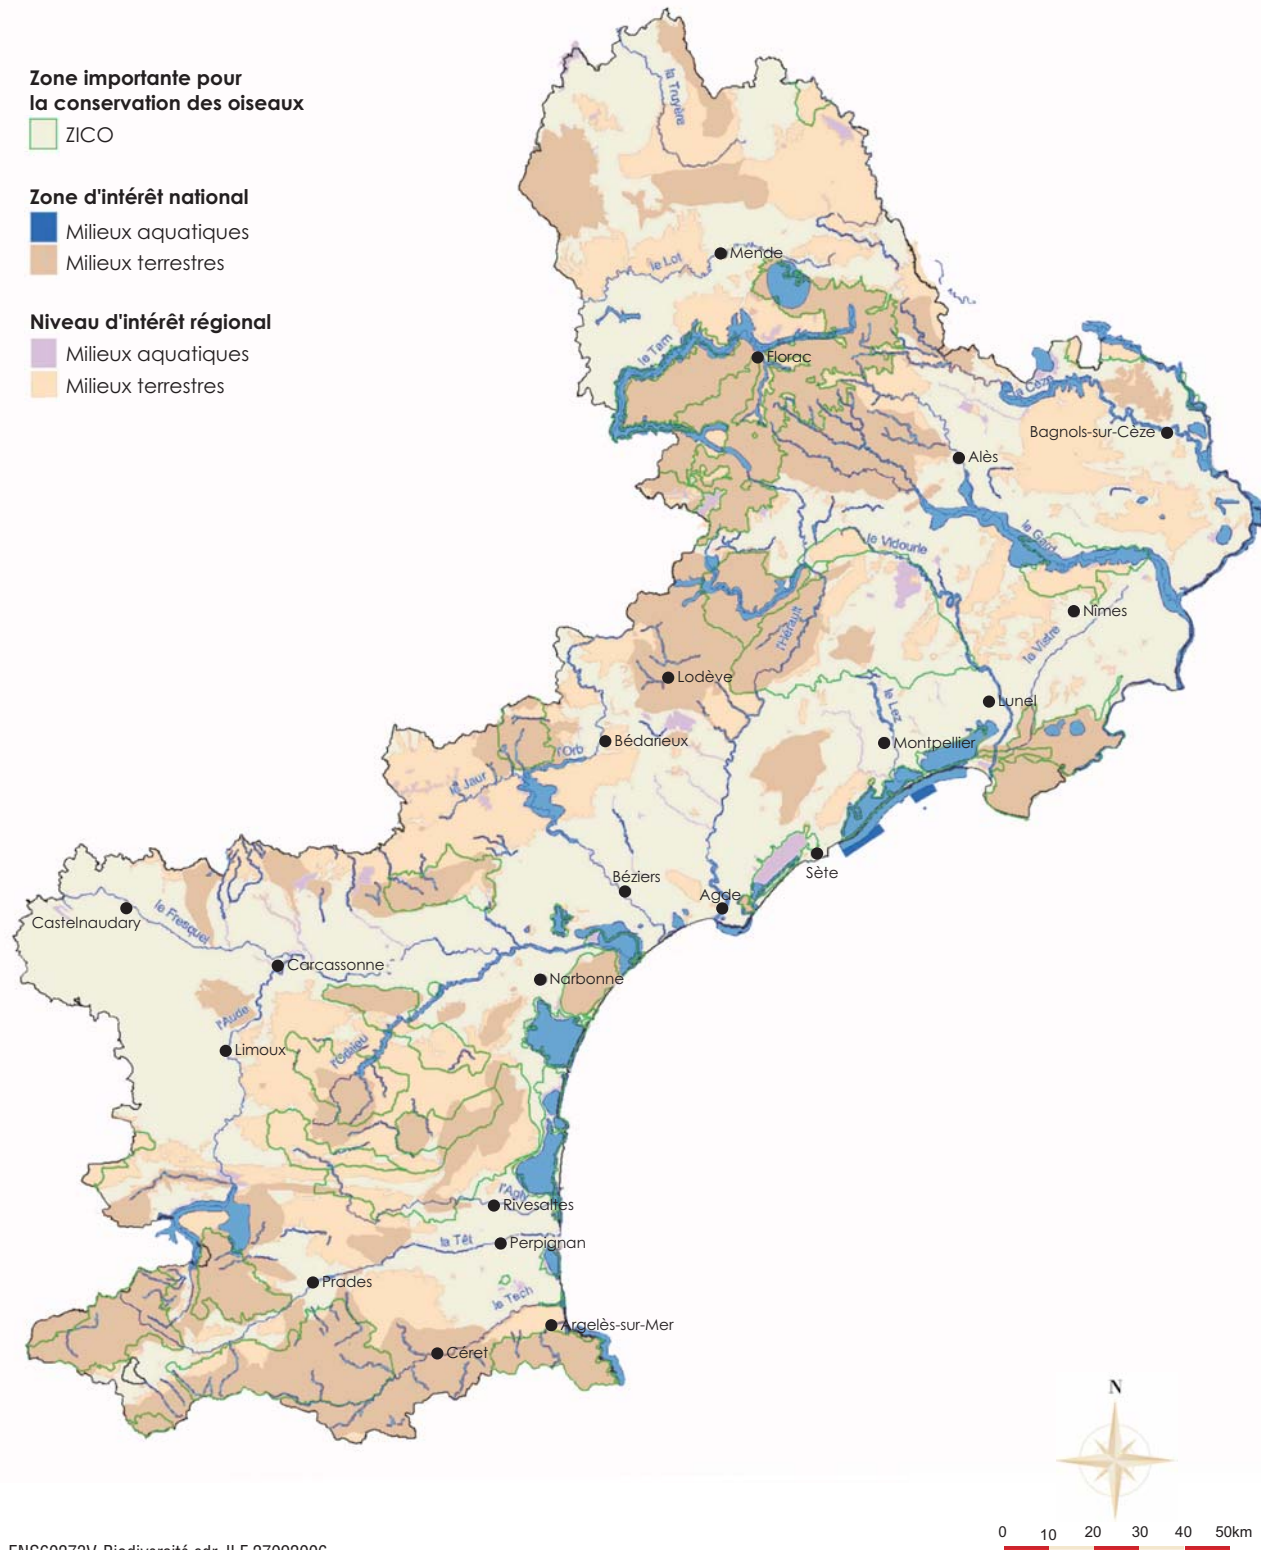 Zone importante pour
la conservation des oiseaux
ZICO
Zone d'intérêt national
Milieux aquatiques
Milieux terrestres
Niveau d'intérêt régional
Milieux aquatiques
Milieux terrestres
la Truyère
Mende
le Lot
le Tarn
Florac
la Cèze
Bagnols-sur-Cèze
Alès
le Gard
le Vidourle
Nîmes
l'Hérault
le Vistre
Lodève
Lunel
le Lez
Bédarieux
Montpellier
l'Orb
le Jaur
Sète
Béziers
Agde
Castelnaudary
le Fresquel
Carcassonne
Narbonne
l'Aude
l'Orbieu
Limoux
l'Agly
Rivesaltes
la Têt
Perpignan
Prades
le Tech
Argelès-sur-Mer
Céret
N
0 10 20 30 40 50km